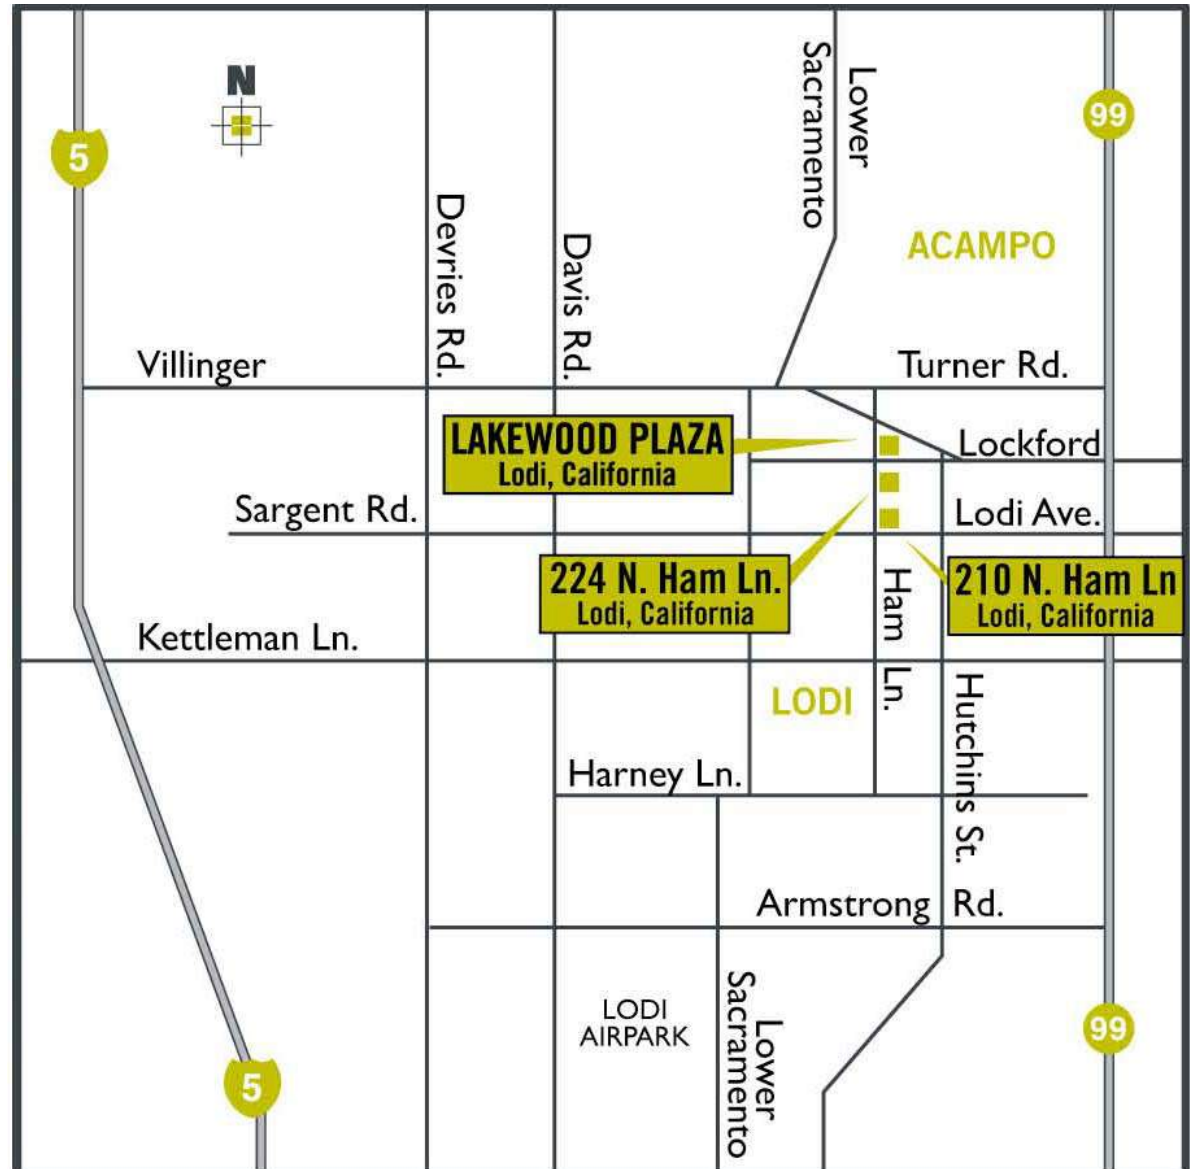 N
5
99
Lower
Sacramento
ACAMPO
Devries Rd.
Davis Rd.
Villinger
Turner Rd.
LAKEWOOD PLAZA
Lodi, California
Lockford
Sargent Rd.
Lodi Ave.
224 N. Ham Ln.
Lodi, California
Ham Ln.
210 N. Ham Ln
Lodi, California
Kettleman Ln.
LODI
Hutchins St.
Harney Ln.
Armstrong Rd.
LODI
AIRPARK
Lower
Sacramento
99
5